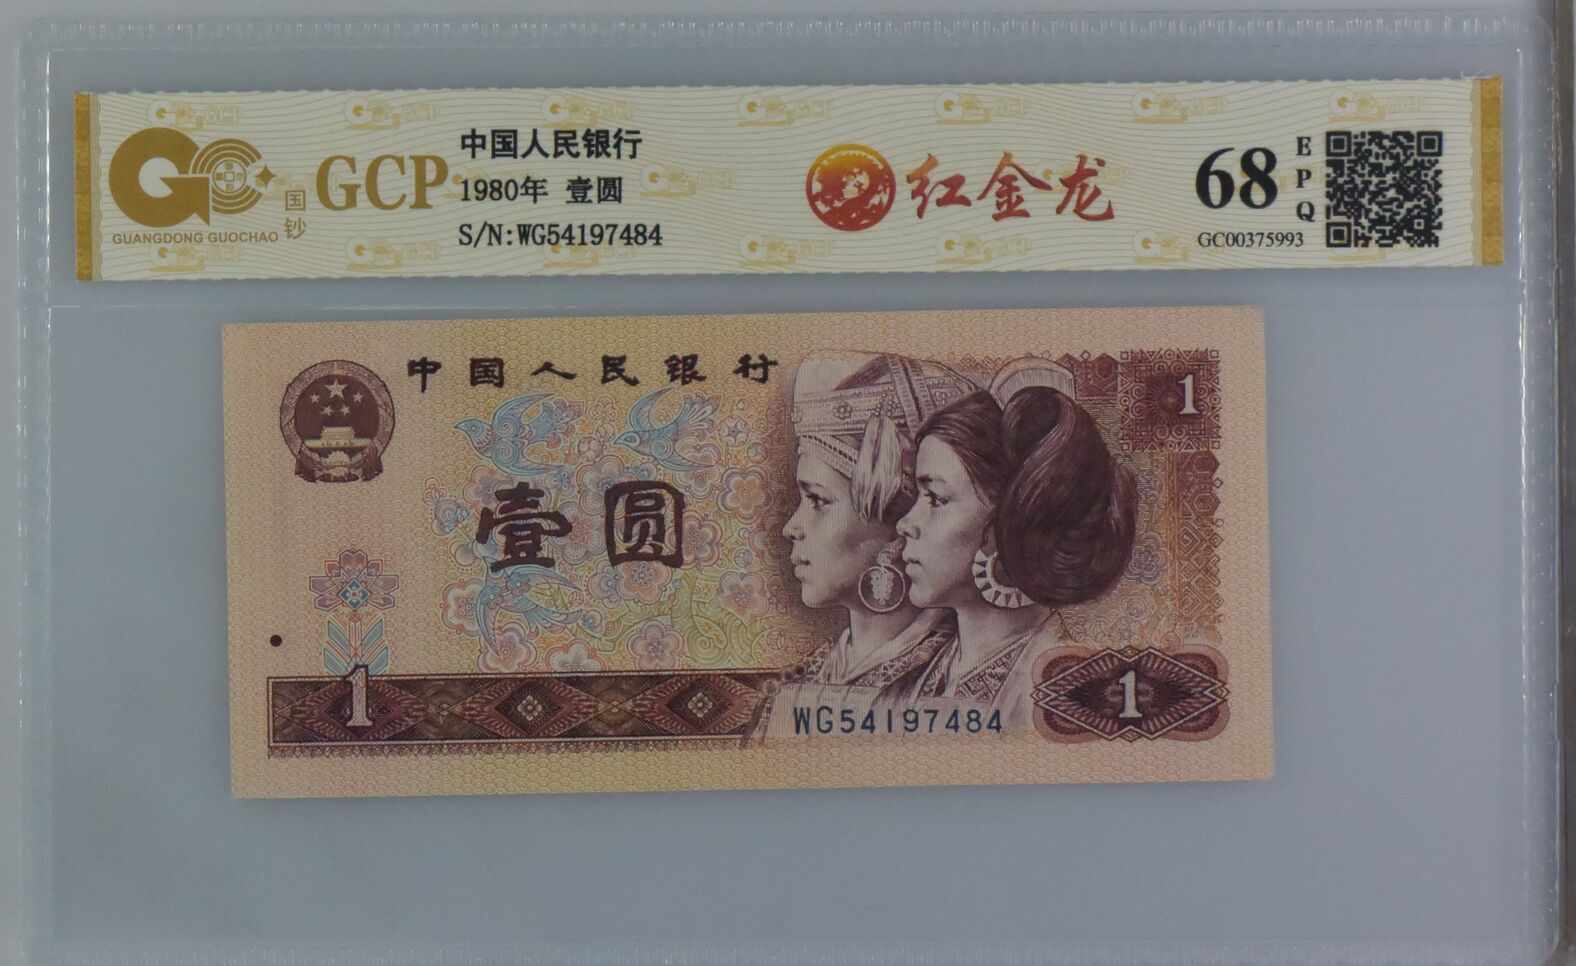 GCP
国
钞
GUANGDONG GUOCHAO
中国人民银行
1980年 壹圆
S/N:WG54197484
红金龙
68
E
P
Q
GC00375993
中国人民银行
1
壹圆
1
WG54197484
1